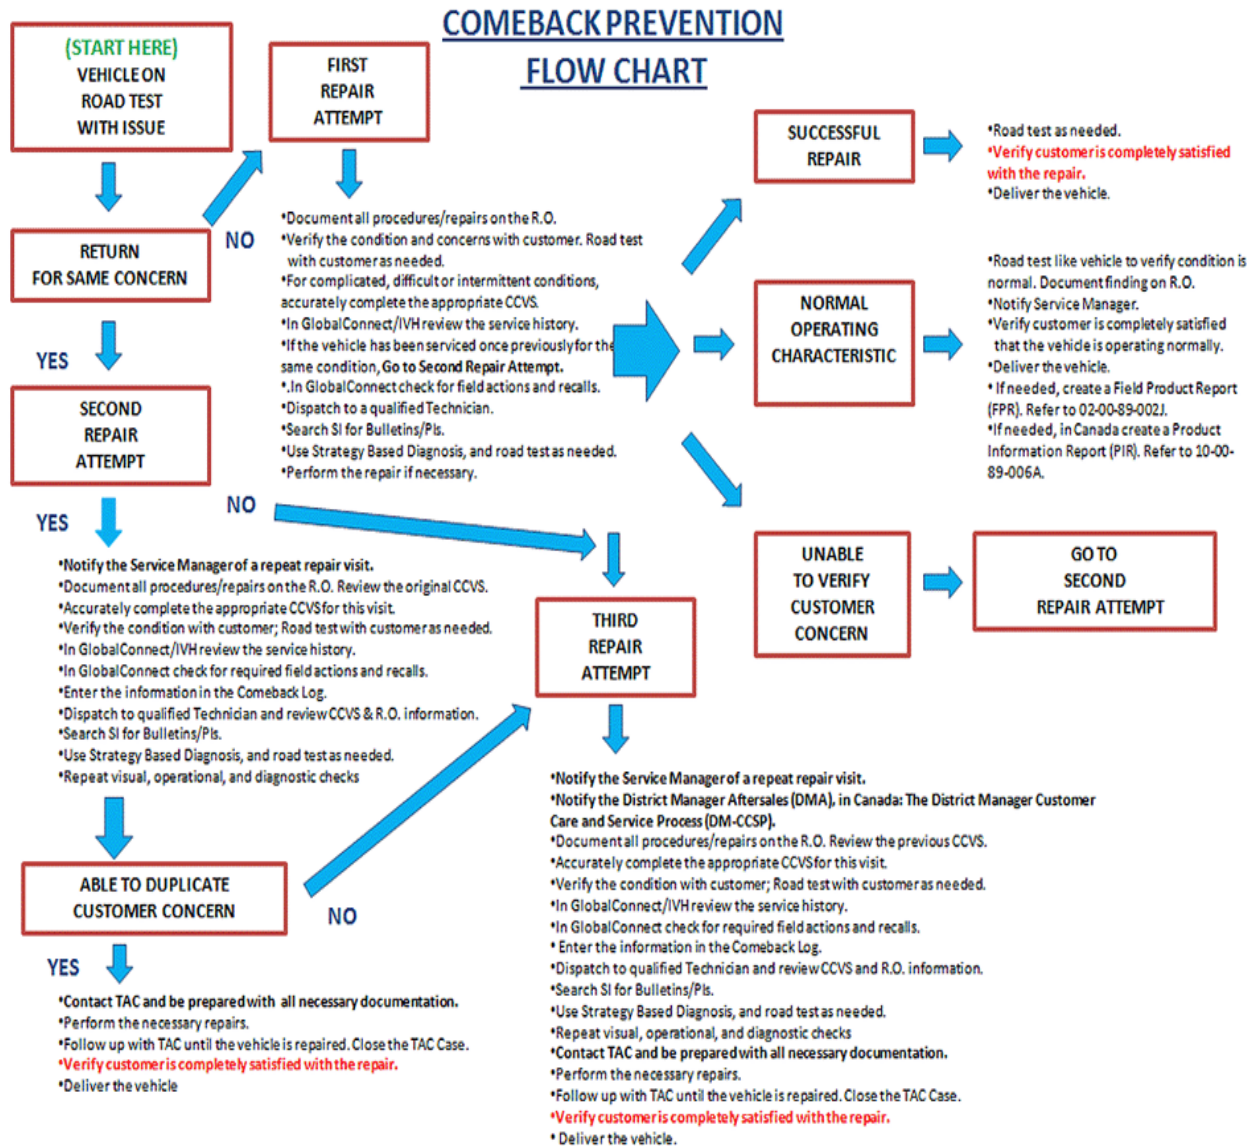 COMEBACK PREVENTION
FLOW CHART
(START HERE)
VEHICLE ON
ROAD TEST
WITH ISSUE
FIRST
REPAIR
ATTEMPT
NO
RETURN
FOR SAME CONCERN
YES
•Document all procedures/repairs on the R.O.
•Verify the condition and concerns with customer. Road test
with customer as needed.
•For complicated, difficult or intermittent conditions,
accurately complete the appropriate CCVS.
•In GlobalConnect/IVH review the service history.
•If the vehicle has been serviced once previously for the
same condition, Go to Second Repair Attempt.
•.In GlobalConnect check for field actions and recalls.
•Dispatch to a qualified Technician.
•Search SI for Bulletins/PIs.
•Use Strategy Based Diagnosis, and road test as needed.
•Perform the repair if necessary.
SUCCESSFUL
REPAIR
•Road test as needed.
•Verify customer is completely satisfied
with the repair.
•Deliver the vehicle.
NORMAL
OPERATING
CHARACTERISTIC
•Road test like vehicle to verify condition is
normal. Document finding on R.O.
•Notify Service Manager.
•Verify customer is completely satisfied
that the vehicle is operating normally.
•Deliver the vehicle.
• If needed, create a Field Product Report
(FPR). Refer to 02-00-89-002J.
•If needed, in Canada create a Product
Information Report (PIR). Refer to 10-00-
89-006A.
UNABLE
TO VERIFY
CUSTOMER
CONCERN
GO TO
SECOND
REPAIR ATTEMPT
SECOND
REPAIR
ATTEMPT
YES
NO
•Notify the Service Manager of a repeat repair visit.
•Document all procedures/repairs on the R.O. Review the original CCVS.
•Accurately complete the appropriate CCVS for this visit.
•Verify the condition with customer; Road test with customer as needed.
•In GlobalConnect/IVH review the service history.
•In GlobalConnect check for required field actions and recalls.
•Enter the information in the Comeback Log.
•Dispatch to qualified Technician and review CCVS & R.O. information.
•Search SI for Bulletins/PIs.
•Use Strategy Based Diagnosis, and road test as needed.
•Repeat visual, operational, and diagnostic checks
ABLE TO DUPLICATE
CUSTOMER CONCERN
NO
YES
•Contact TAC and be prepared with all necessary documentation.
•Perform the necessary repairs.
•Follow up with TAC until the vehicle is repaired. Close the TAC Case.
•Verify customer is completely satisfied with the repair.
•Deliver the vehicle
THIRD
REPAIR
ATTEMPT
•Notify the Service Manager of a repeat repair visit.
•Notify the District Manager Aftersales (DMA), in Canada: The District Manager Customer
Care and Service Process (DM-CCSP).
•Document all procedures/repairs on the R.O. Review the previous CCVS.
•Accurately complete the appropriate CCVS for this visit.
•Verify the condition with customer; Road test with customer as needed.
•In GlobalConnect/IVH review the service history.
•In GlobalConnect check for required field actions and recalls.
• Enter the information in the Comeback Log.
•Dispatch to qualified Technician and review CCVS and R.O. information.
•Search SI for Bulletins/PIs.
•Use Strategy Based Diagnosis, and road test as needed.
•Repeat visual, operational, and diagnostic checks
•Contact TAC and be prepared with all necessary documentation.
•Perform the necessary repairs.
•Follow up with TAC until the vehicle is repaired. Close the TAC Case.
•Verify customer is completely satisfied with the repair.
• Deliver the vehicle.